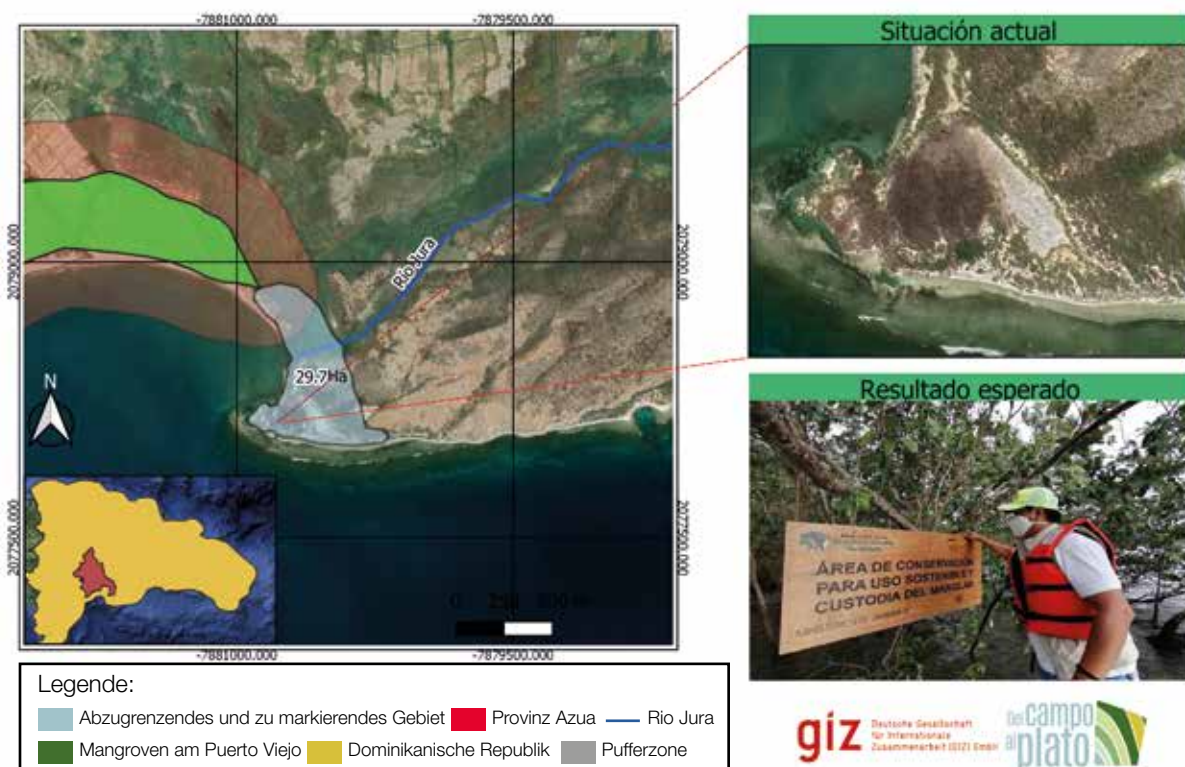 -7881000.000
-7879500.000
Situación actual
2079000.000
2079000.000
Río Jura
29.7Ha
N
Resultado esperado
ÁREA DE CONSERVACIÓN
PARA USO SOSTENIBLE Y
CUSTODIA DEL MANGLAR
2077500.000
2077500.000
0 250 500 m
-7881000.000
-7879500.000
Legende:
Abzugrenzendes und zu markierendes Gebiet
Provinz Azua
Rio Jura
Mangroven am Puerto Viejo
Dominikanische Republik
Pufferzone
giz
Deutsche Gesellschaft
für Internationale
Zusammenarbeit (GIZ) GmbH
Del campo
al plato